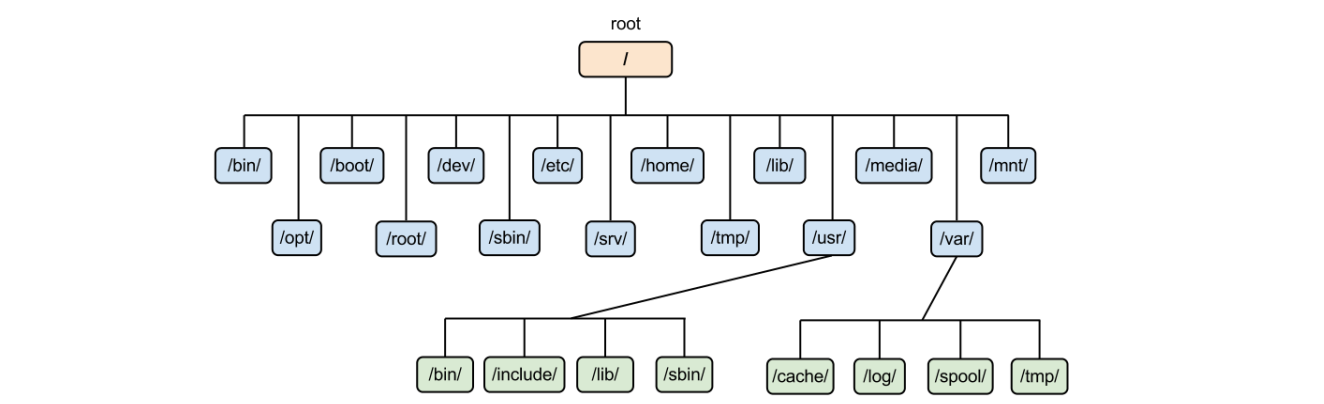 root
/
/bin/ /boot/ /dev/ /etc/ /home/ /lib/ /media/ /mnt/
/opt/ /root/ /sbin/ /srv/ /tmp/ /usr/ /var/
/bin/ /include/ /lib/ /sbin/ /cache/ /log/ /spool/ /tmp/